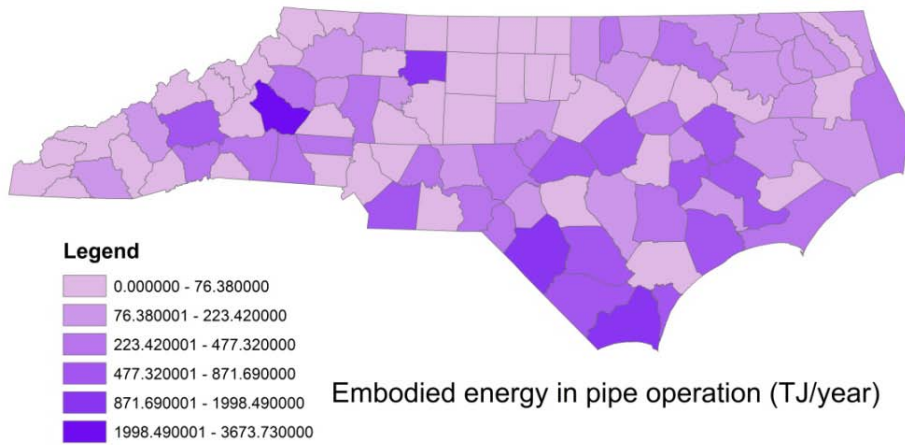 Legend
0.000000 - 76.380000
76.380001 - 223.420000
223.420001 - 477.320000
477.320001 - 871.690000
871.690001 - 1998.490000
1998.490001 - 3673.730000
Embodied energy in pipe operation (TJ/year)